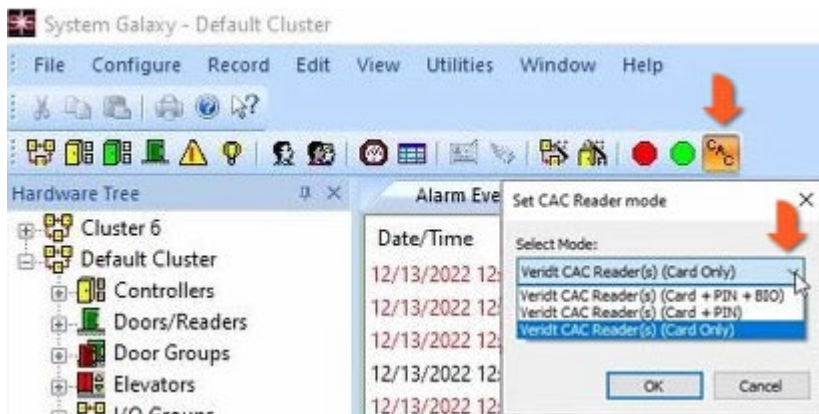 System Galaxy - Default Cluster
File Configure Record Edit View Utilities Window Help
CAC
Hardware Tree
Cluster 6
Default Cluster
Controllers
Doors/Readers
Door Groups
Elevators
I/O Groups
Alarm Eve
Date/Time
12/13/2022 12:
12/13/2022 12:
12/13/2022 12:
12/13/2022 12:
12/13/2022 12:
Set CAC Reader mode
Select Mode:
Veridt CAC Reader(s) (Card Only)
Veridt CAC Reader(s) (Card + PIN + BIO)
Veridt CAC Reader(s) (Card + PIN)
Veridt CAC Reader(s) (Card Only)
OK Cancel